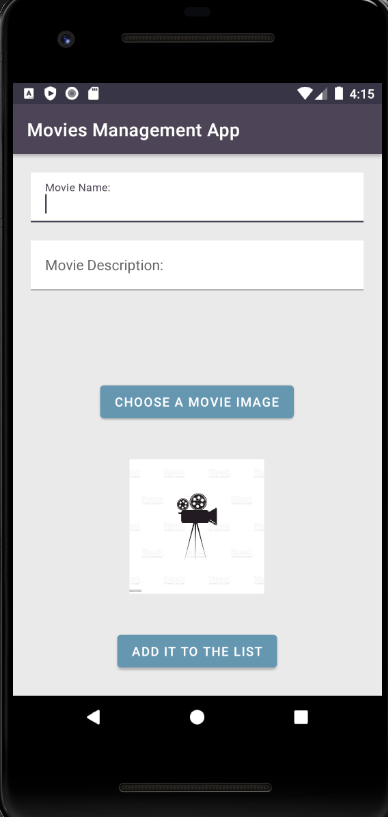 4:15
Movies Management App
Movie Name:
Movie Description:
CHOOSE A MOVIE IMAGE
ADD IT TO THE LIST